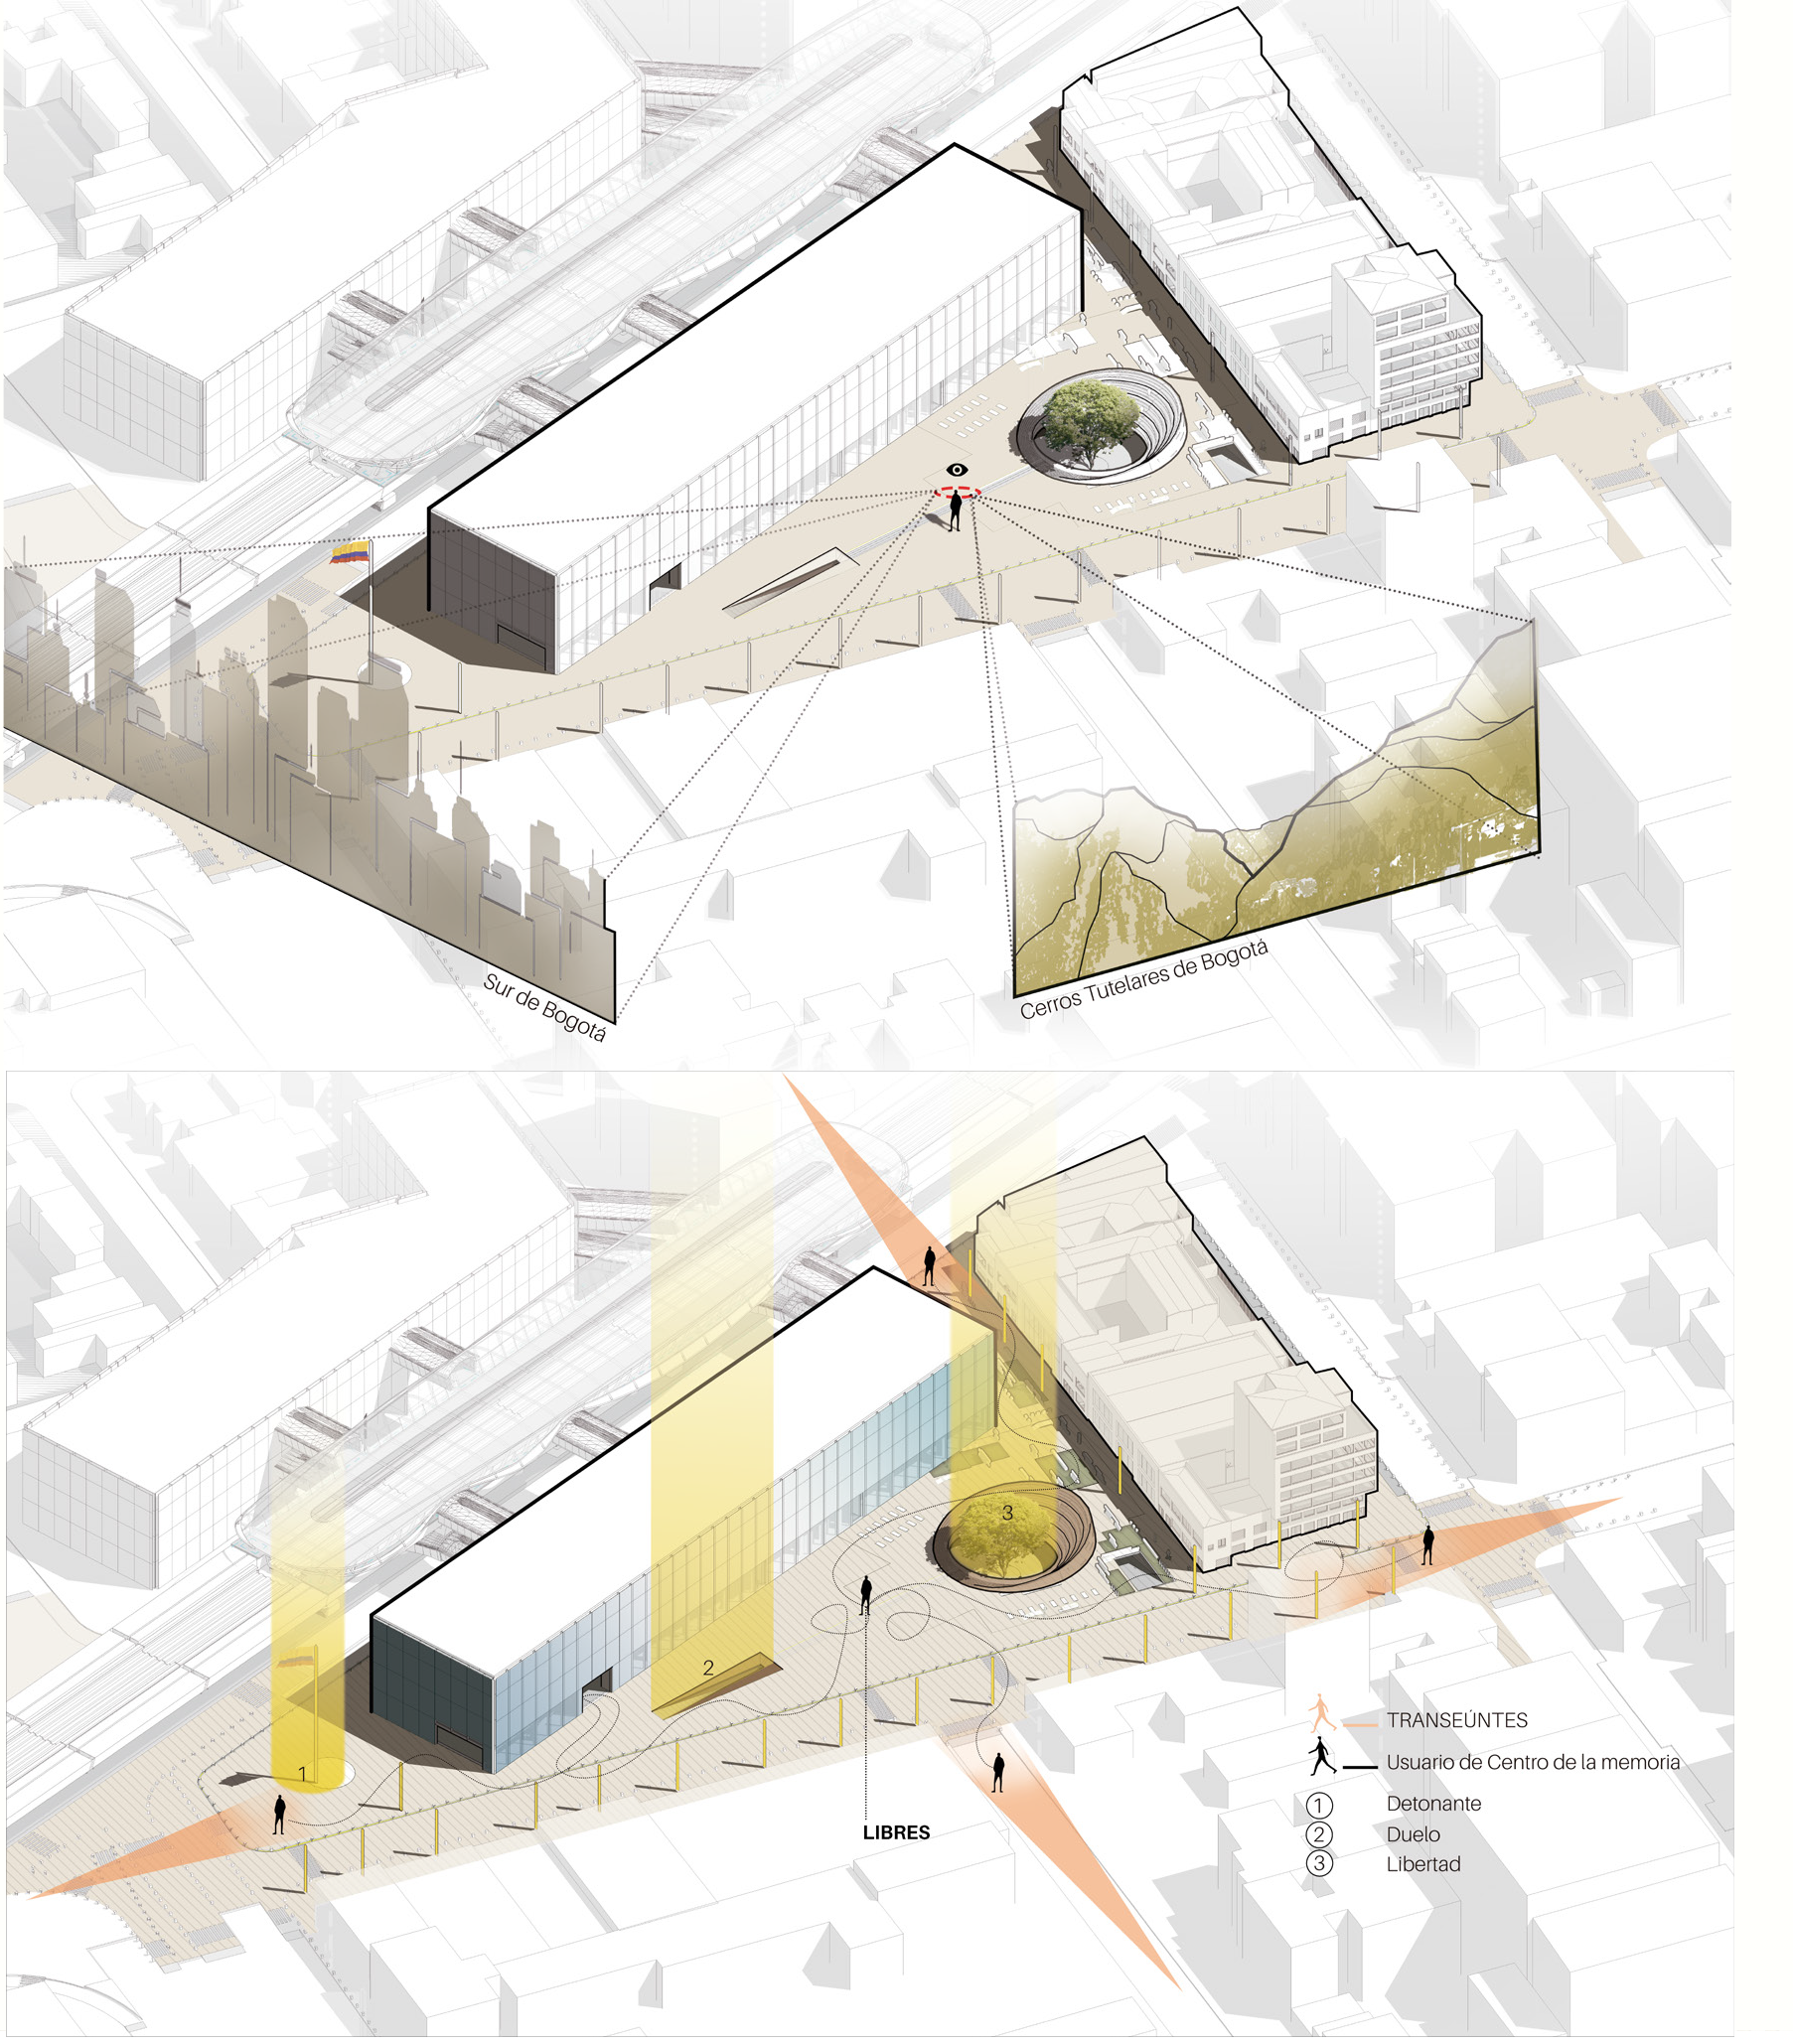 Sur de Bogotá
Cerros Tutelares de Bogotá
3
2
1
LIBRES
TRANSEÚNTES
Usuario de Centro de la memoria
1 Detonante
2 Duelo
3 Libertad